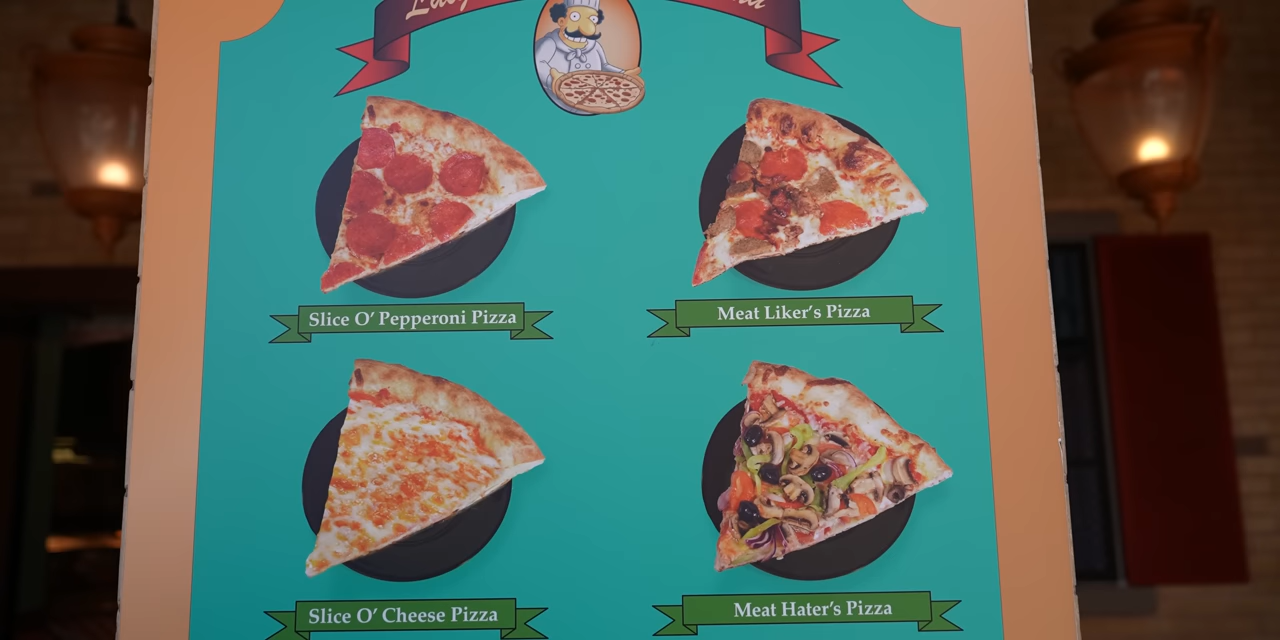 Slice O' Pepperoni Pizza
Meat Liker's Pizza
Slice O' Cheese Pizza
Meat Hater's Pizza